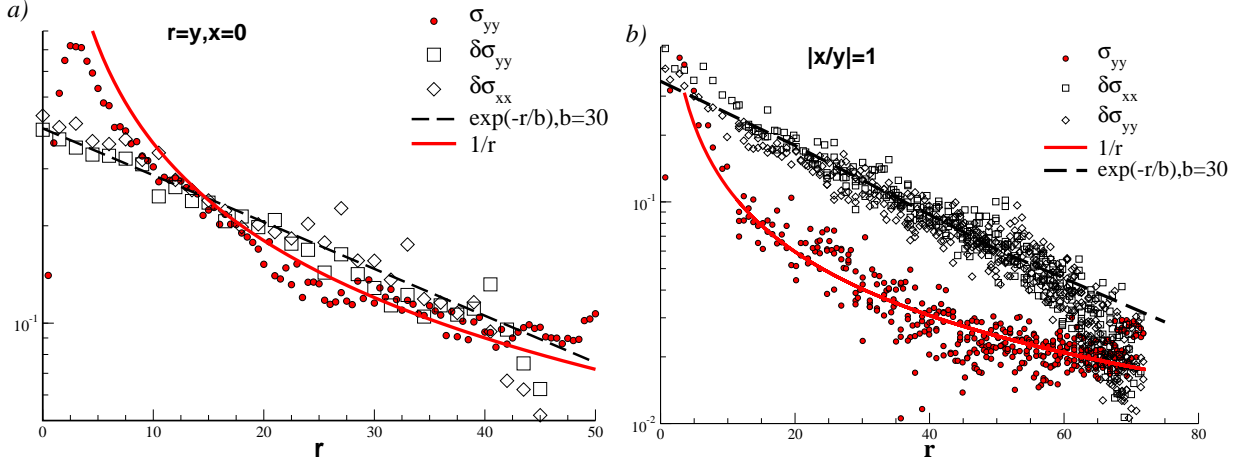 a)
r=y,x=0
σyy
δσyy
δσxx
exp(-r/b),b=30
1/r
10-1
0 10 20 30 40 50
r
b)
|x/y|=1
σyy
δσxx
δσyy
1/r
exp(-r/b),b=30
10-1
10-2
0 20 40 60 80
r